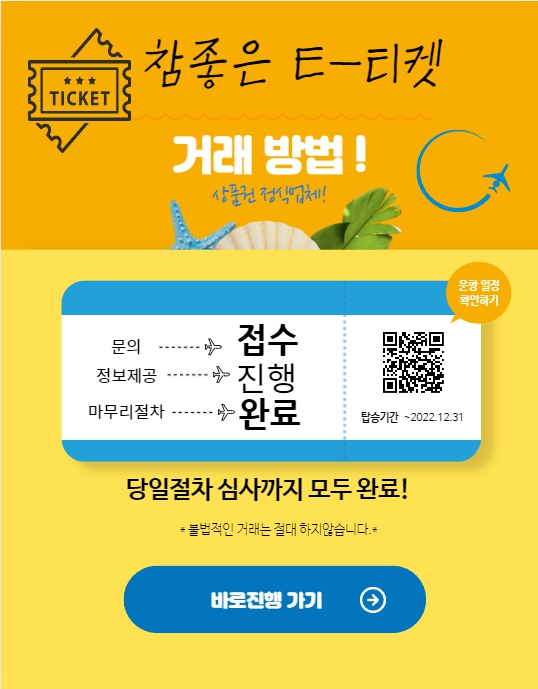 참좋은 E-티켓
TICKET
거래 방법 !
상품권 정식업체!
운항 일정
확인하기
문의 접수
정보제공 진행
마무리절차 완료
탑승기간 ~2022.12.31
당일절차 심사까지 모두 완료!
* 불법적인 거래는 절대 하지않습니다.*
바로진행 가기